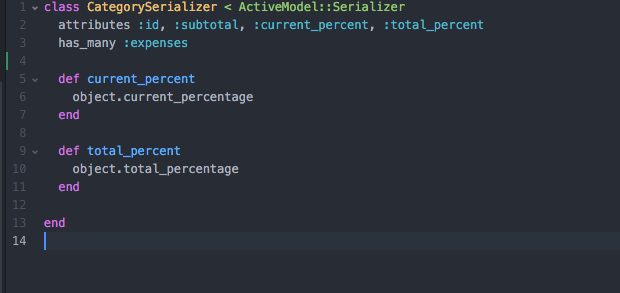 1 class CategorySerializer < ActiveModel::Serializer
2   attributes :id, :subtotal, :current_percent, :total_percent
3   has_many :expenses
4
5   def current_percent
6     object.current_percentage
7   end
8
9   def total_percent
10     object.total_percentage
11   end
12
13 end
14